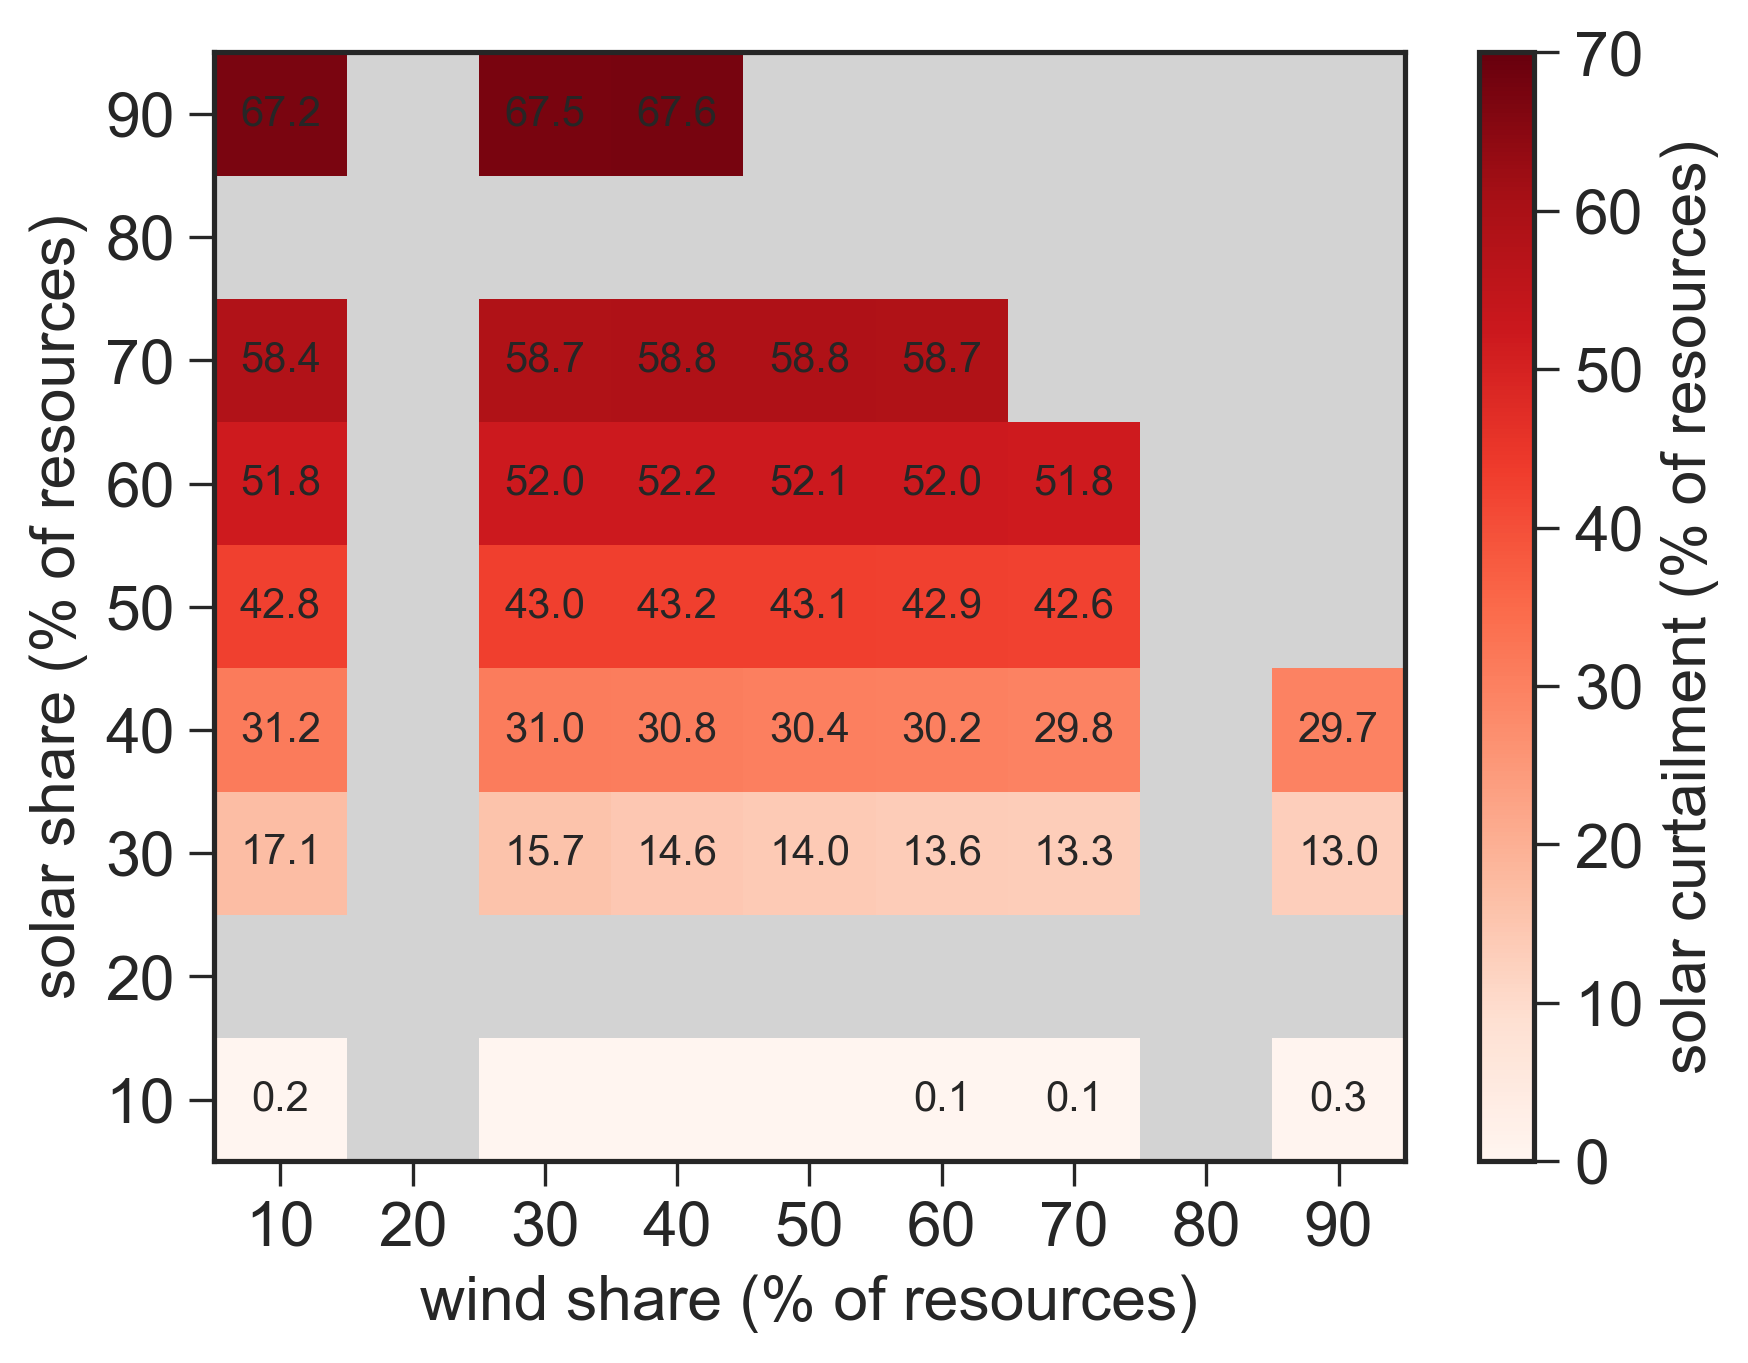 90 67.2 67.5 67.6
80
70 58.4 58.7 58.8 58.8 58.7
60 51.8 52.0 52.2 52.1 52.0 51.8
50 42.8 43.0 43.2 43.1 42.9 42.6
40 31.2 31.0 30.8 30.4 30.2 29.8 29.7
30 17.1 15.7 14.6 14.0 13.6 13.3 13.0
20
10 0.2 0.1 0.1 0.3
10 20 30 40 50 60 70 80 90
wind share (% of resources)
solar share (% of resources)
70
60
50
40
30
20
10
0
solar curtailment (% of resources)